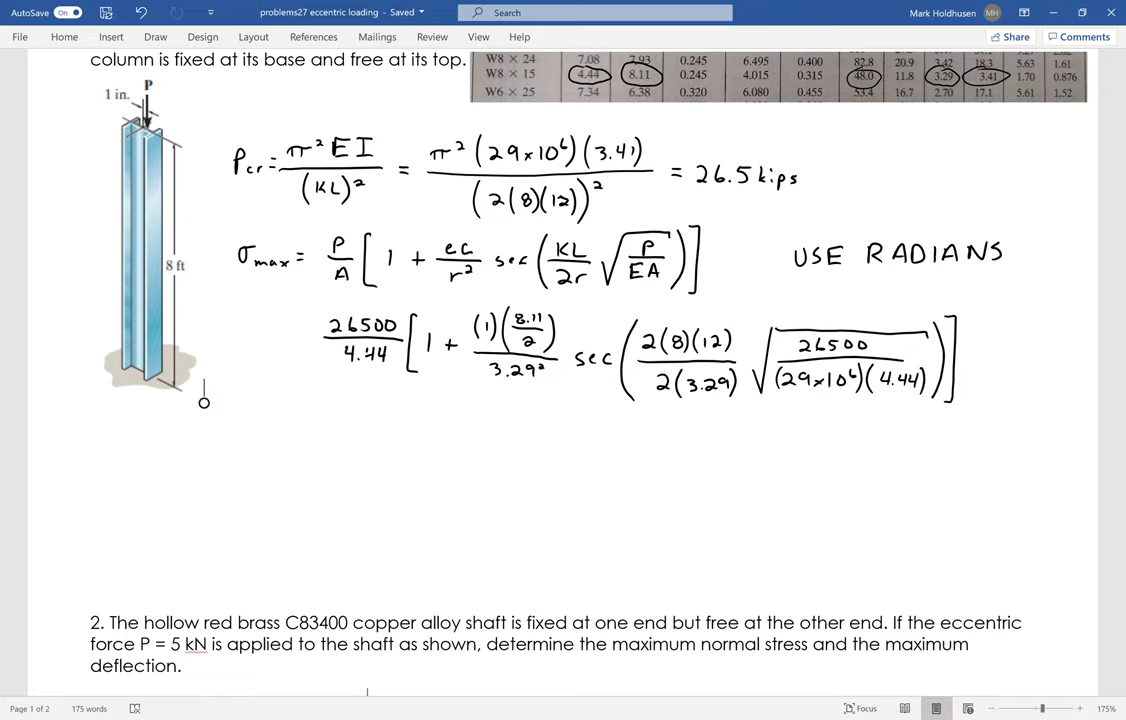 AutoSave On problems27 eccentric loading - Saved Search Mark Holdhusen MH
File Home Insert Draw Design Layout References Mailings Review View Help Share Comments
column is fixed at its base and free at its top.
W8 × 24 7.08 7.93 0.245 6.495 0.400 82.8 20.9 3.42 18.3 5.63 1.61
W8 × 15 4.44 8.11 0.245 4.015 0.315 48.0 11.8 3.29 3.41 1.70 0.876
W6 × 25 7.34 6.38 0.320 6.080 0.455 53.4 16.7 2.70 17.1 5.61 1.52
P
1 in.
8 ft
Pcr = π² E I / (KL)² = π² (29×10⁶)(3.41) / (2(8)(12))² = 26.5 kips
σmax = P/A [ 1 + ec/r² sec( KL/2r √(P/EA) ) ] USE RADIANS
26500/4.44 [ 1 + (1)(8.11/2)/3.29² sec( 2(8)(12)/2(3.29) √(26500/(29×10⁶)(4.44)) ) ]
2. The hollow red brass C83400 copper alloy shaft is fixed at one end but free at the other end. If the eccentric
force P = 5 kN is applied to the shaft as shown, determine the maximum normal stress and the maximum
deflection.
Page 1 of 2 175 words Focus 175%